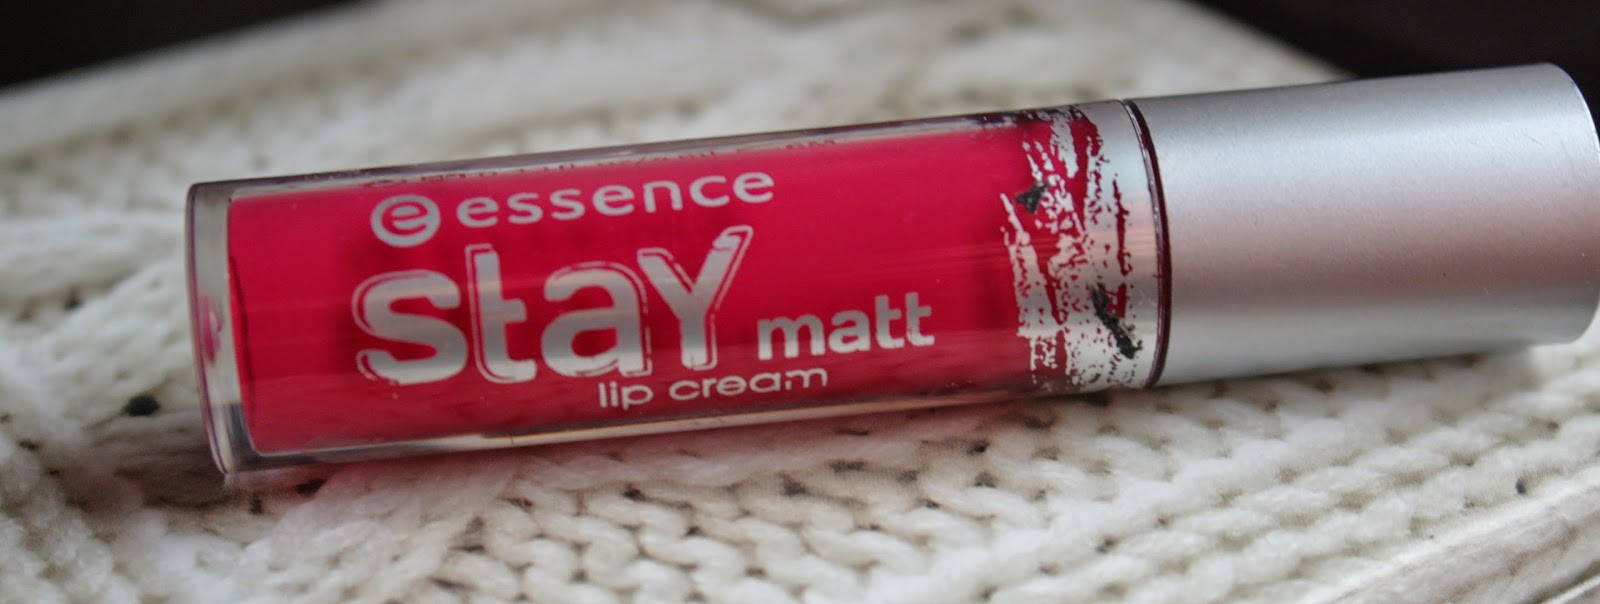 e essence
stay matt
lip cream